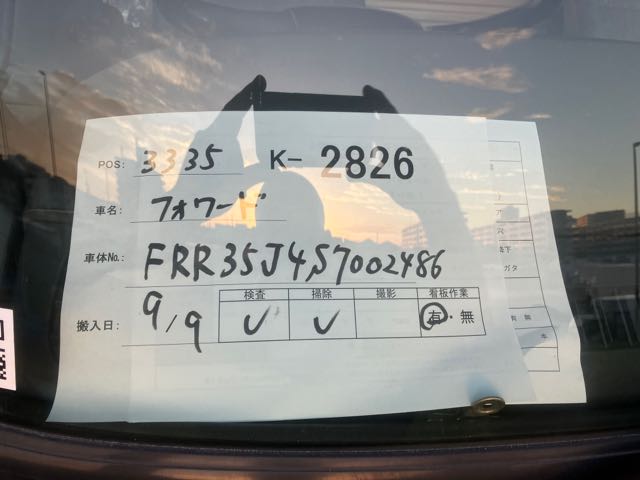 POS: 3335 K-2826
車名: フォワード
車体No.: FRR35J4S7002486
搬入日: 9/9
検査 掃除 撮影 看板作業
✓ ✓ 有・無